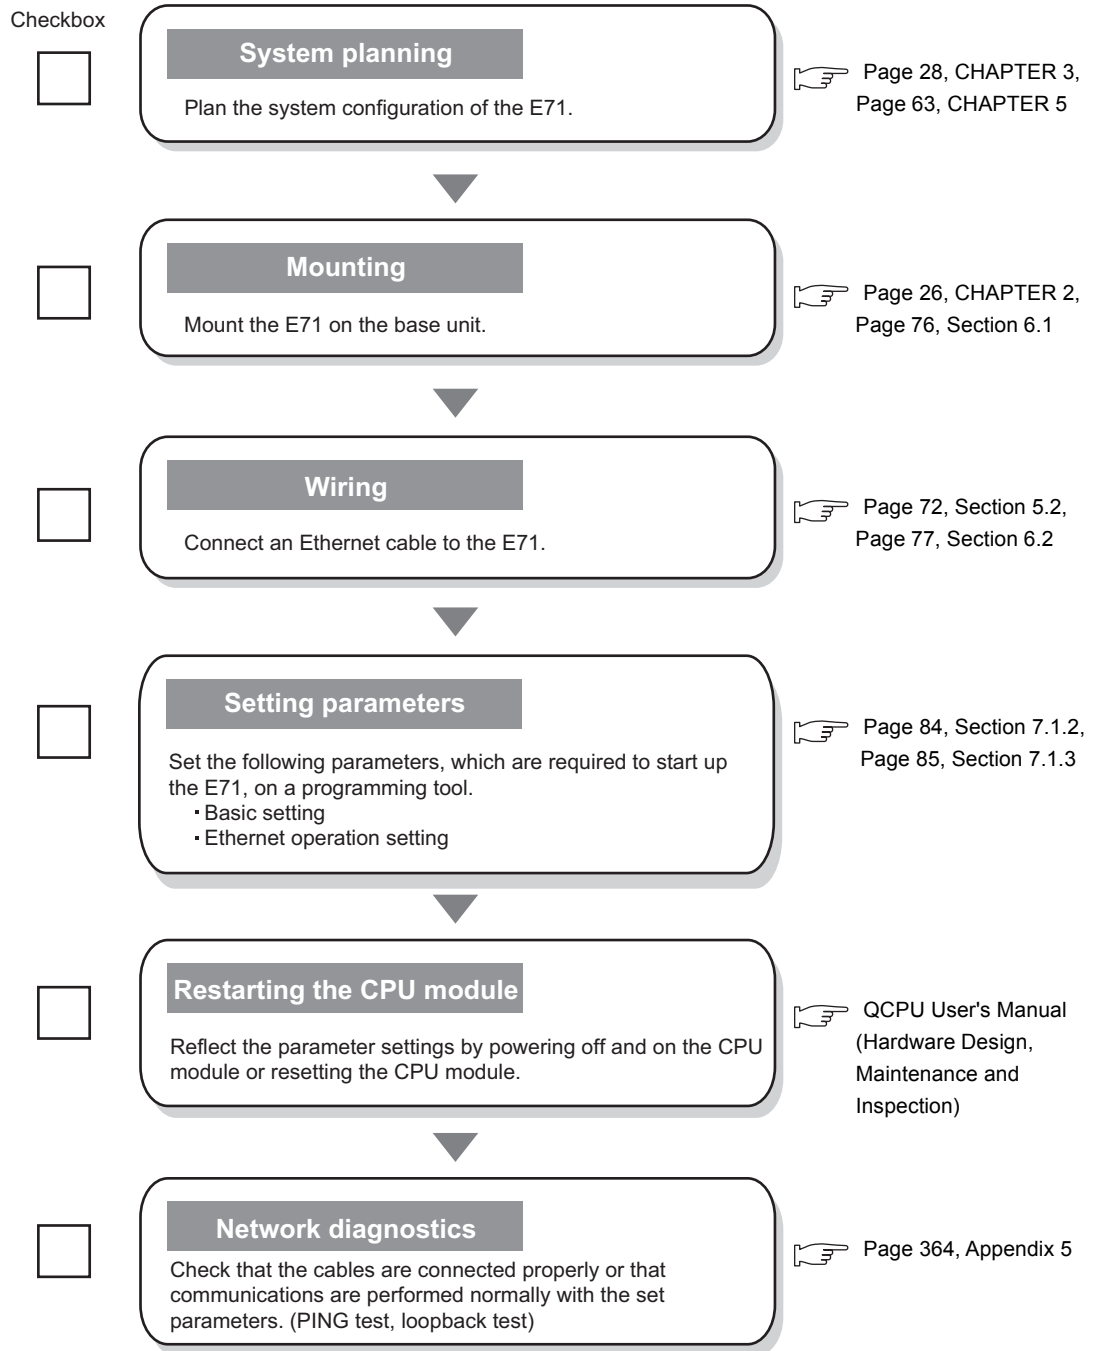 Checkbox
System planning
Plan the system configuration of the E71.
Page 28, CHAPTER 3,
Page 63, CHAPTER 5
Mounting
Mount the E71 on the base unit.
Page 26, CHAPTER 2,
Page 76, Section 6.1
Wiring
Connect an Ethernet cable to the E71.
Page 72, Section 5.2,
Page 77, Section 6.2
Setting parameters
Set the following parameters, which are required to start up
the E71, on a programming tool.
▪ Basic setting
▪ Ethernet operation setting
Page 84, Section 7.1.2,
Page 85, Section 7.1.3
Restarting the CPU module
Reflect the parameter settings by powering off and on the CPU
module or resetting the CPU module.
QCPU User's Manual
(Hardware Design,
Maintenance and
Inspection)
Network diagnostics
Check that the cables are connected properly or that
communications are performed normally with the set
parameters. (PING test, loopback test)
Page 364, Appendix 5